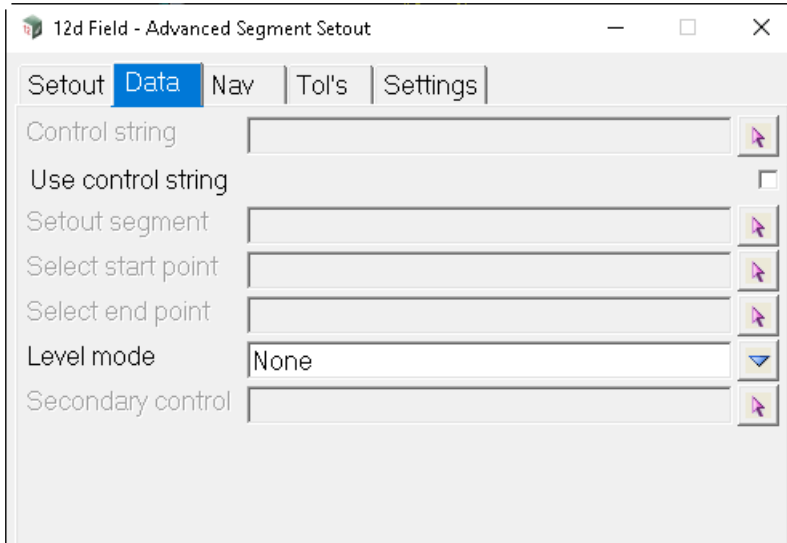 12d Field - Advanced Segment Setout
Setout Data Nav Tol's Settings
Control string
Use control string
Setout segment
Select start point
Select end point
Level mode None
Secondary control